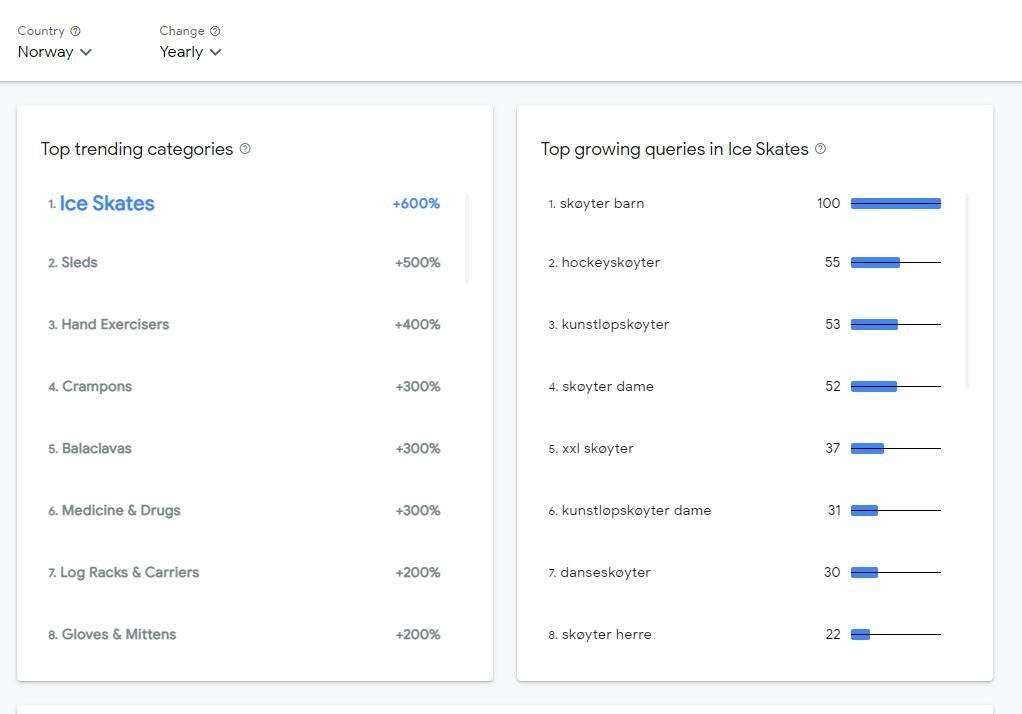 Country
Change
Norway
Yearly
Top trending categories
1. Ice Skates +600%
2. Sleds +500%
3. Hand Exercisers +400%
4. Crampons +300%
5. Balaclavas +300%
6. Medicine & Drugs +300%
7. Log Racks & Carriers +200%
8. Gloves & Mittens +200%
Top growing queries in Ice Skates
1. skøyter barn 100
2. hockeyskøyter 55
3. kunstløpskøyter 53
4. skøyter dame 52
5. xxl skøyter 37
6. kunstløpskøyter dame 31
7. danseskøyter 30
8. skøyter herre 22